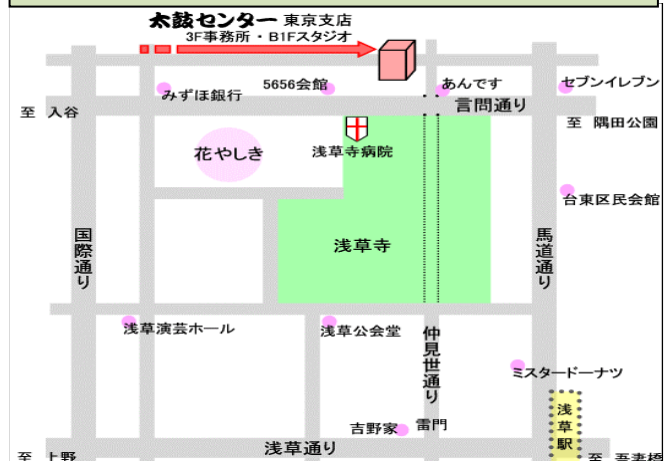 太鼓センター 東京支店
3F事務所・B1Fスタジオ
5656会館
あんです
セブンイレブン
みずほ銀行
言問通り
至 入谷
至 隅田公園
花やしき
浅草寺病院
台東区民会館
国際通り
浅草寺
馬道通り
浅草演芸ホール
浅草公会堂
仲見世通り
ミスタードーナツ
浅草駅
吉野家
雷門
浅草通り
至 上野
至 吾妻橋